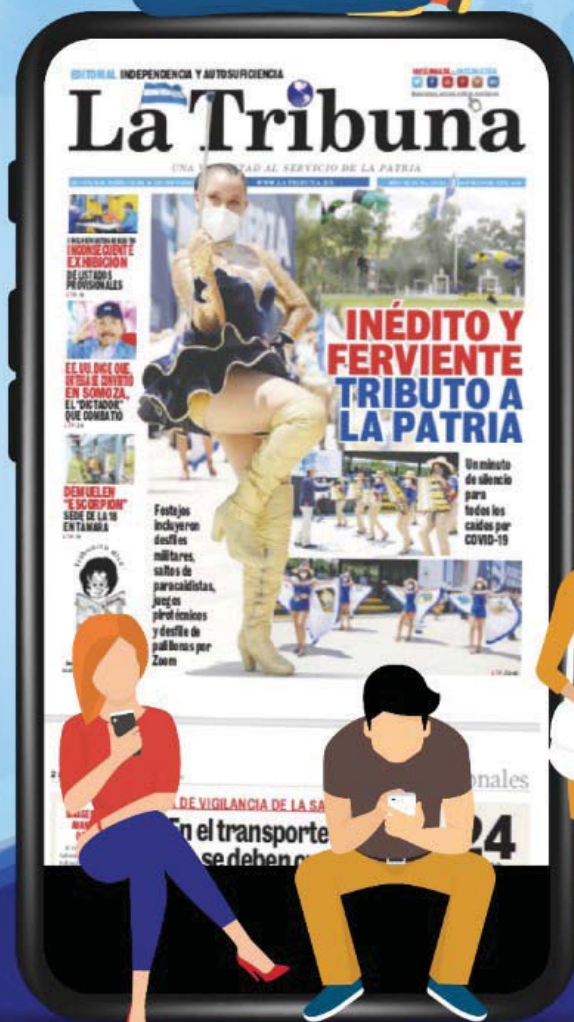 EDITORIAL INDEPENDENCIA Y AUTOSUFICIENCIA
La Tribuna
UNA AL SERVICIO DE LA PATRIA
WWW.LATRIBUNA.HN
INCONSECUENTE
EXHIBICIÓN
DE LISTADOS
PROVISIONALES
EE.UU. DICE QUE
ORTEGA SE CONVIRTIÓ
EN SOMOZA,
EL "DICTADOR"
QUE COMBATIÓ
DEMUELEN
"ESCORPIÓN"
SEDE DE LA 18
EN TÁMARA
Tribunito dice
INÉDITO Y
FERVIENTE
TRIBUTO A
LA PATRIA
Un minuto
de silencio
para
todos los
caídos por
COVID-19
Festejos
incluyeron
desfiles
militares,
saltos de
paracaidistas,
juegos
pirotécnicos
y desfile de
palillonas por
Zoom
onales
DE VIGILANCIA DE LA SA
En el transporte
se deben
24